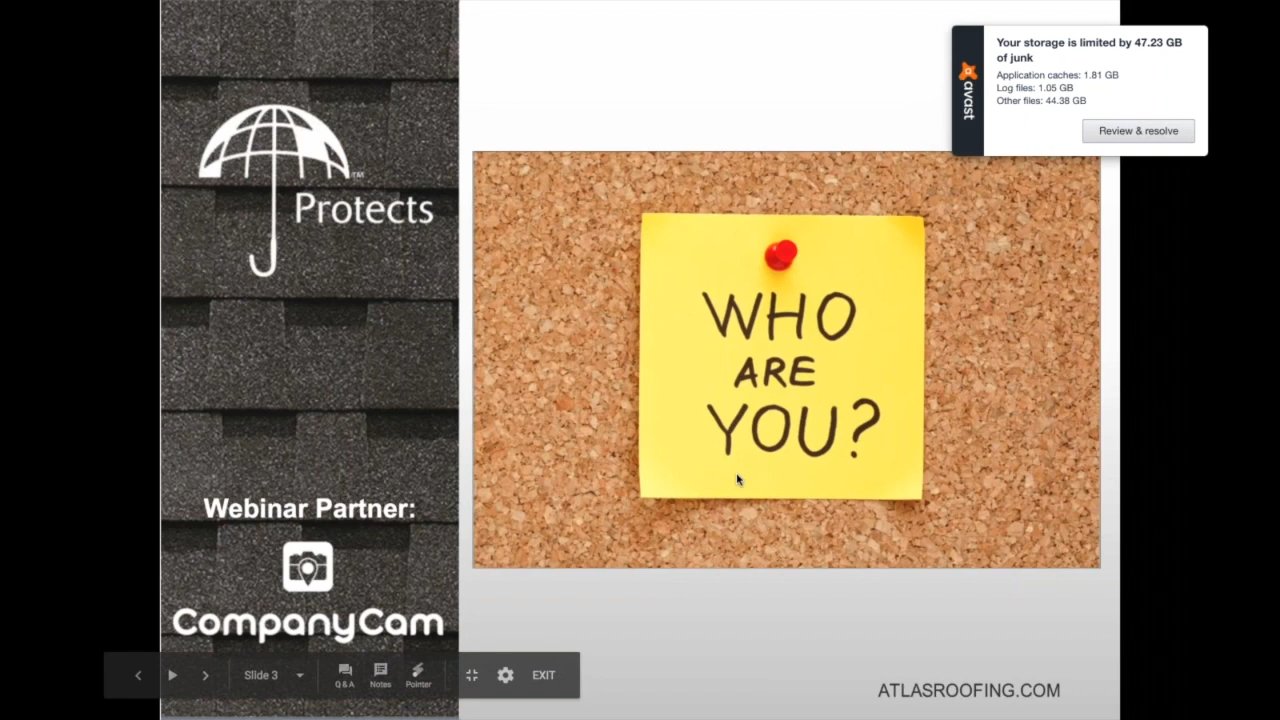 TM
Protects
Webinar Partner:
CompanyCam
WHO
ARE
YOU?
Your storage is limited by 47.23 GB
of junk
Application caches: 1.81 GB
Log files: 1.05 GB
Other files: 44.38 GB
Review & resolve
avast
Slide 3
Q & A
Notes
Pointer
EXIT
ATLASROOFING.COM